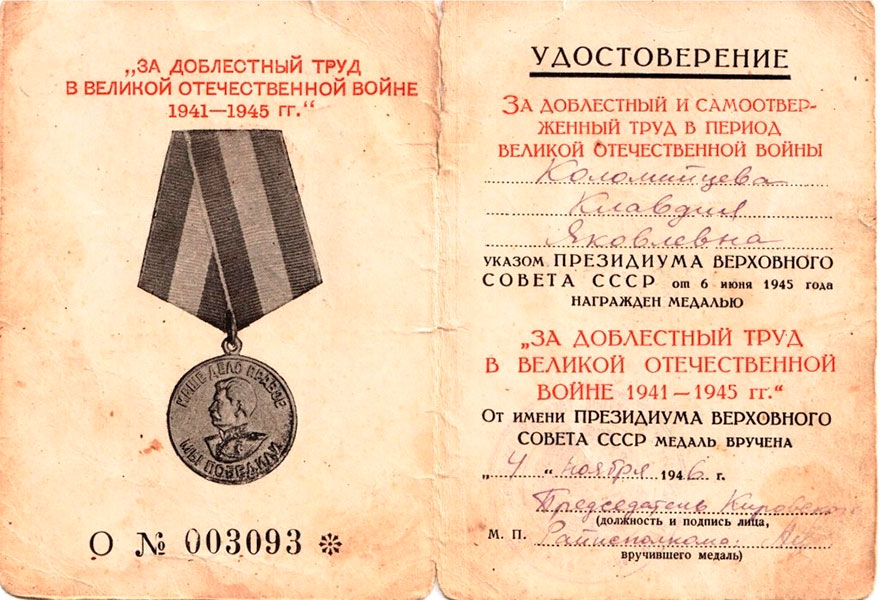 „ЗА ДОБЛЕСТНЫЙ ТРУД
В ВЕЛИКОЙ ОТЕЧЕСТВЕННОЙ ВОЙНЕ
1941—1945 гг.“
НАШЕ ДЕЛО ПРАВОЕ
МЫ ПОБЕДИЛИ
О № 003093 ※
УДОСТОВЕРЕНИЕ
ЗА ДОБЛЕСТНЫЙ И САМООТВЕР-
ЖЕННЫЙ ТРУД В ПЕРИОД
ВЕЛИКОЙ ОТЕЧЕСТВЕННОЙ ВОЙНЫ
Коломийцева
Клавдия
Яковлевна
УКАЗОМ ПРЕЗИДИУМА ВЕРХОВНОГО
СОВЕТА СССР от 6 июня 1945 года
НАГРАЖДЕН МЕДАЛЬЮ
„ЗА ДОБЛЕСТНЫЙ ТРУД
В ВЕЛИКОЙ ОТЕЧЕСТВЕННОЙ
ВОЙНЕ 1941—1945 гг.“
От имени ПРЕЗИДИУМА ВЕРХОВНОГО
СОВЕТА СССР МЕДАЛЬ ВРУЧЕНА
„4“ ноября 1946 г.
Председатель Кировского
(должность и подпись лица,
М. П. Райисполкома:
вручившего медаль)